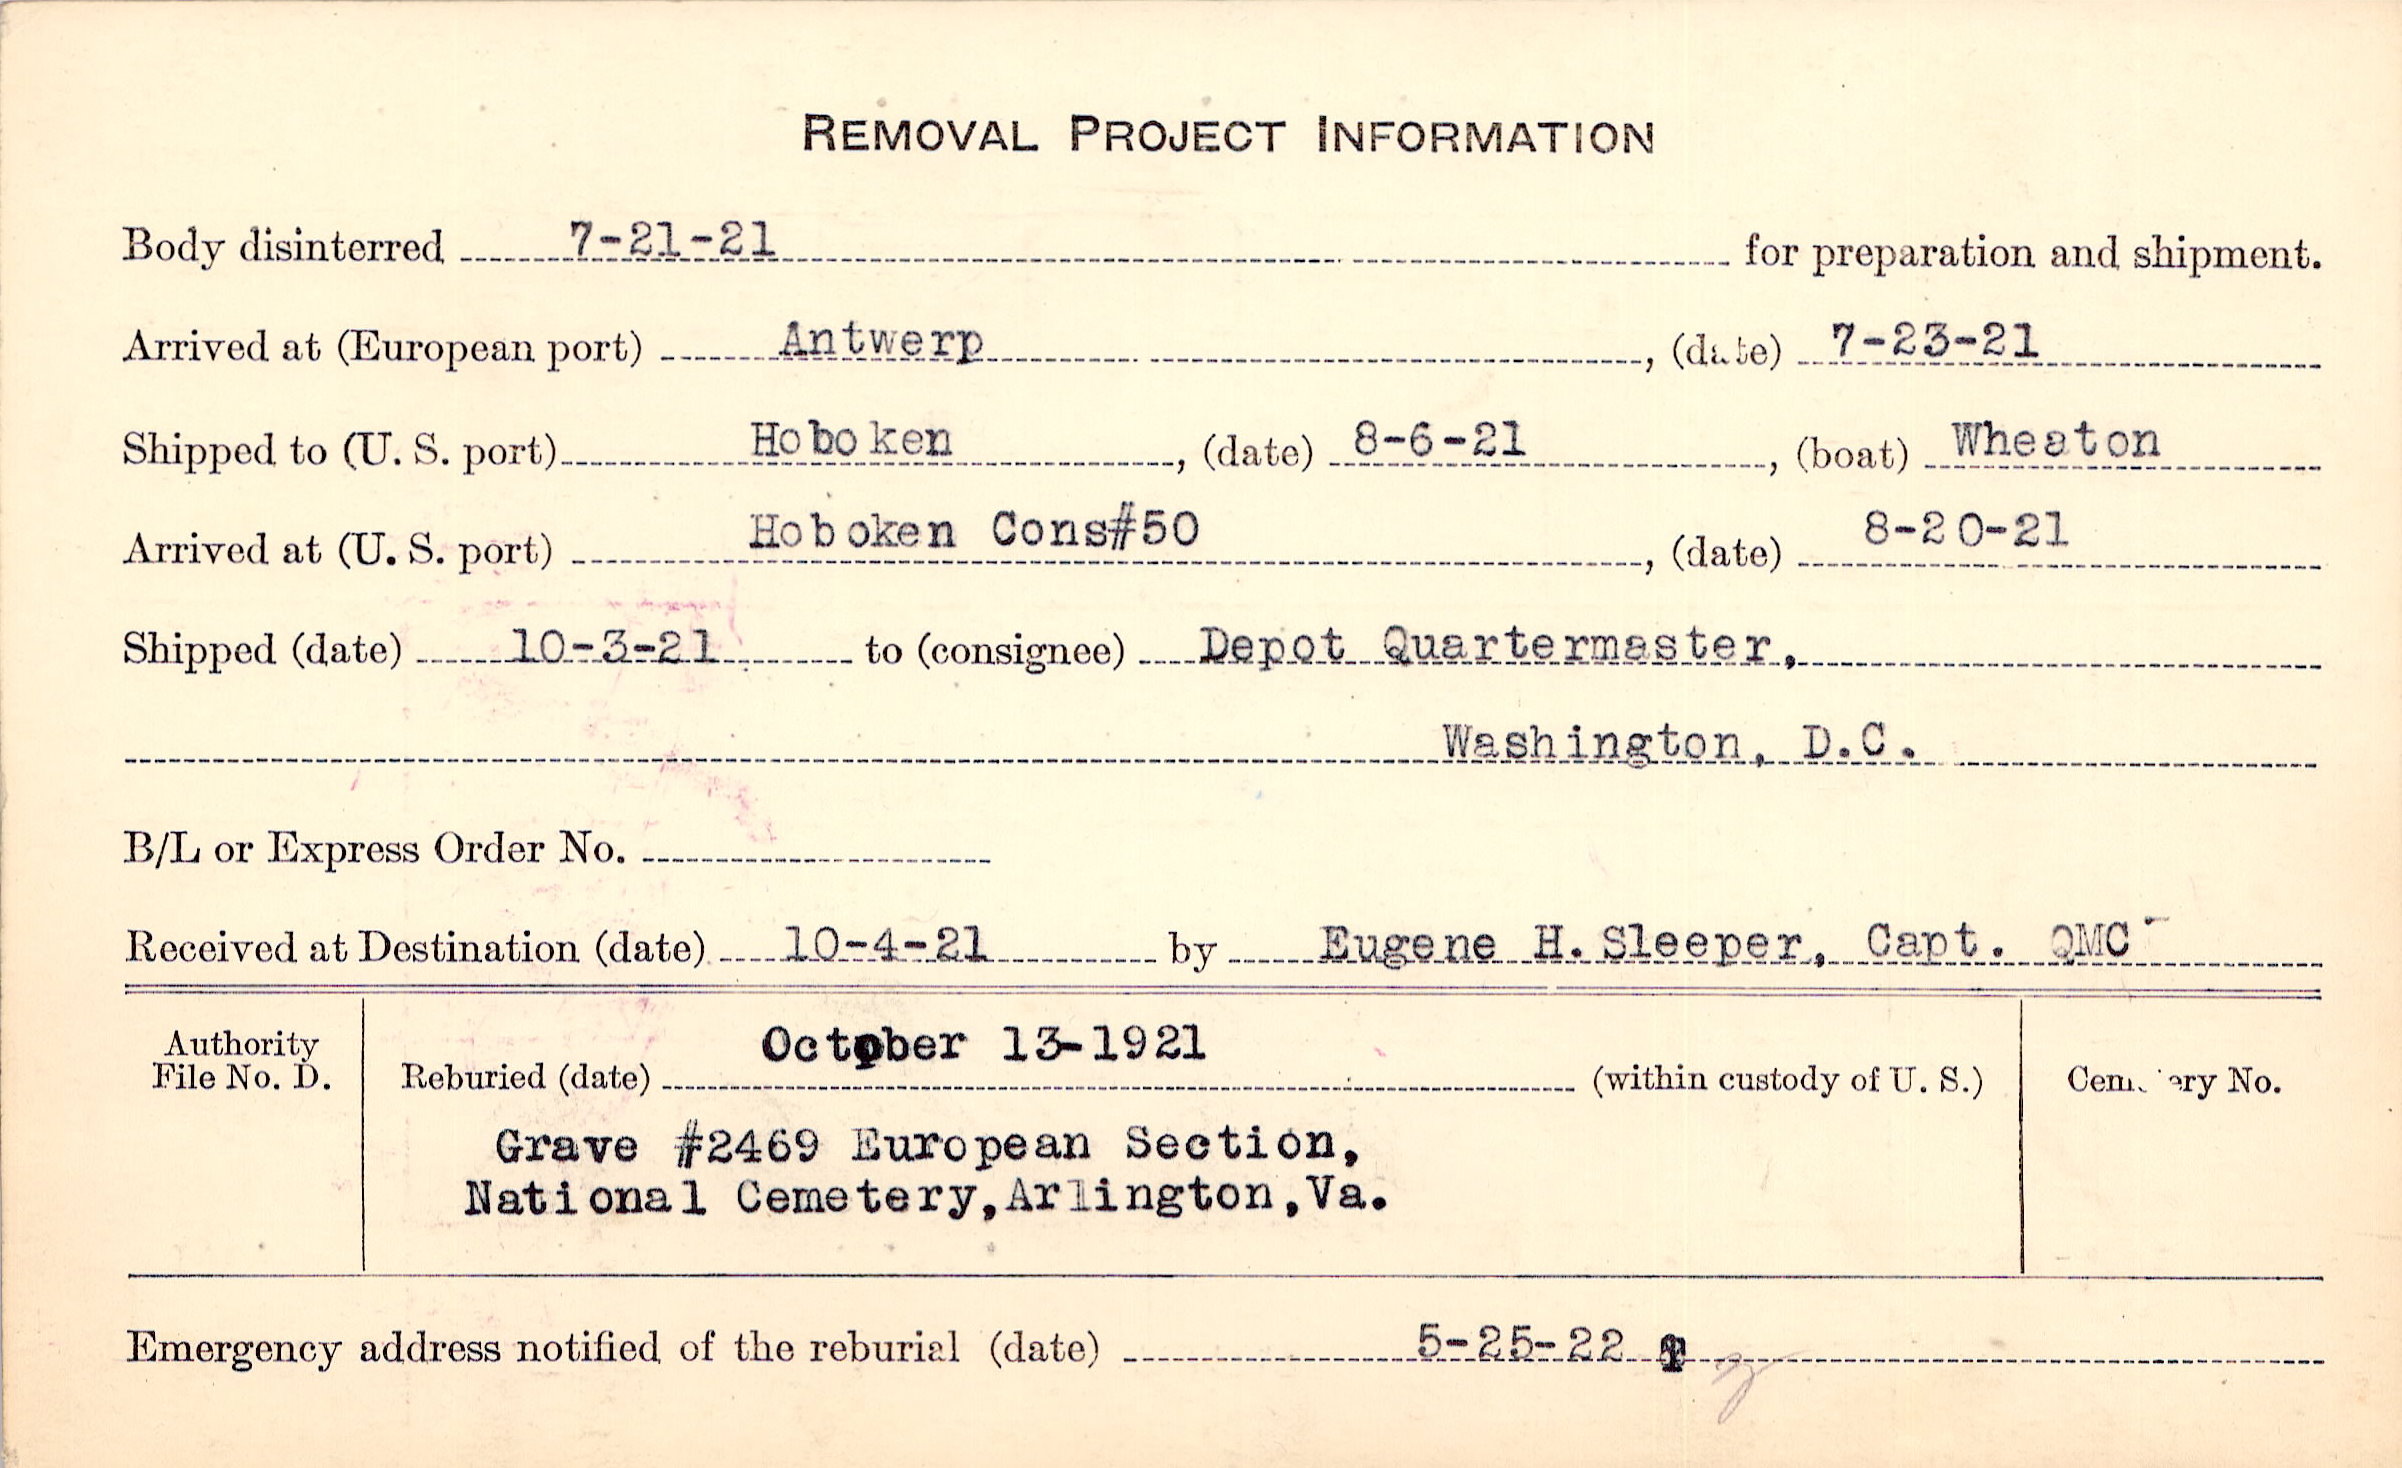 REMOVAL PROJECT INFORMATION
Body disinterred 7-21-21 for preparation and shipment.
Arrived at (European port) Antwerp, (date) 7-23-21
Shipped to (U. S. port) Hoboken, (date) 8-6-21, (boat) Wheaton
Arrived at (U. S. port) Hoboken Cons#50, (date) 8-20-21
Shipped (date) 10-3-21 to (consignee) Depot Quartermaster,
Washington, D.C.
B/L or Express Order No.
Received at Destination (date) 10-4-21 by Eugene H. Sleeper, Capt. QMC
Authority
File No. D.
Reburied (date) October 13-1921 (within custody of U. S.)
Cemetery No.
Grave #2469 European Section,
National Cemetery,Arlington,Va.
Emergency address notified of the reburial (date) 5-25-22